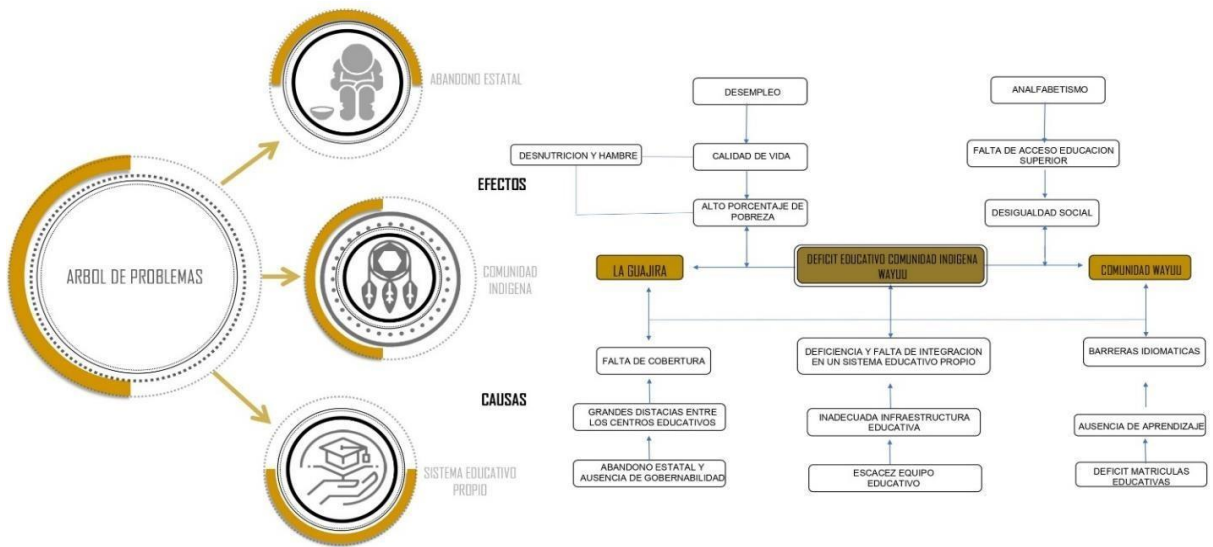 ABANDONO ESTATAL
ARBOL DE PROBLEMAS
COMUNIDAD
INDIGENA
SISTEMA EDUCATIVO
PROPIO
EFECTOS
CAUSAS
DESEMPLEO
ANALFABETISMO
DESNUTRICION Y HAMBRE
CALIDAD DE VIDA
FALTA DE ACCESO EDUCACION
SUPERIOR
ALTO PORCENTAJE DE
POBREZA
DESIGUALDAD SOCIAL
LA GUAJIRA
DEFICIT EDUCATIVO COMUNIDAD INDIGENA
WAYUU
COMUNIDAD WAYUU
FALTA DE COBERTURA
DEFICIENCIA Y FALTA DE INTEGRACION
EN UN SISTEMA EDUCATIVO PROPIO
BARRERAS IDIOMATICAS
GRANDES DISTACIAS ENTRE
LOS CENTROS EDUCATIVOS
INADECUADA INFRAESTRUCTURA
EDUCATIVA
AUSENCIA DE APRENDIZAJE
ABANDONO ESTATAL Y
AUSENCIA DE GOBERNABILIDAD
ESCACEZ EQUIPO
EDUCATIVO
DEFICIT MATRICULAS
EDUCATIVAS